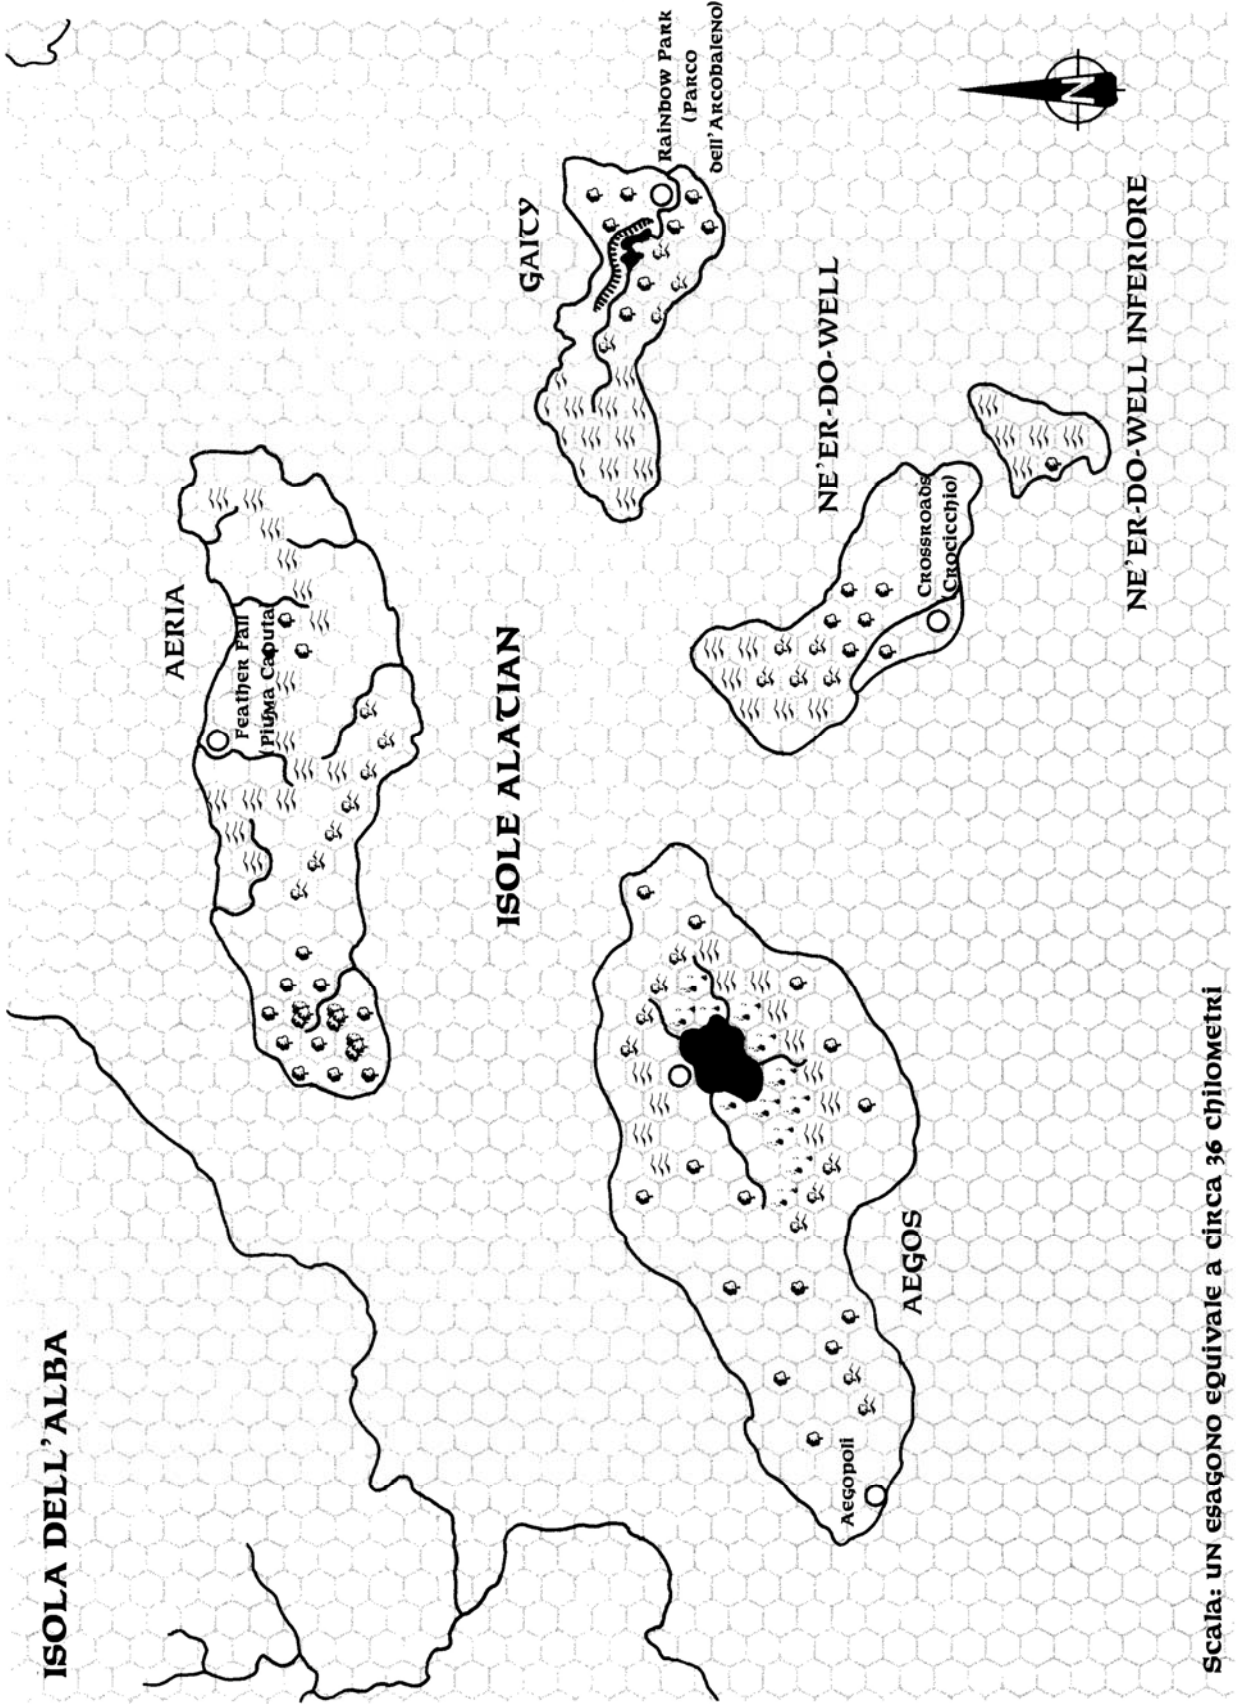 ISOLA DELL'ALBA
AERIA
Feather Fall
(Piuma Caduta)
ISOLE ALATIAN
GAITY
Rainbow Park
(Parco
dell'Arcobaleno)
NE'ER-DO-WELL
Crossroads
(Crocicchio)
NE'ER-DO-WELL INFERIORE
AEGOS
Aegopoli
N
Scala: un esagono equivale a circa 36 chilometri